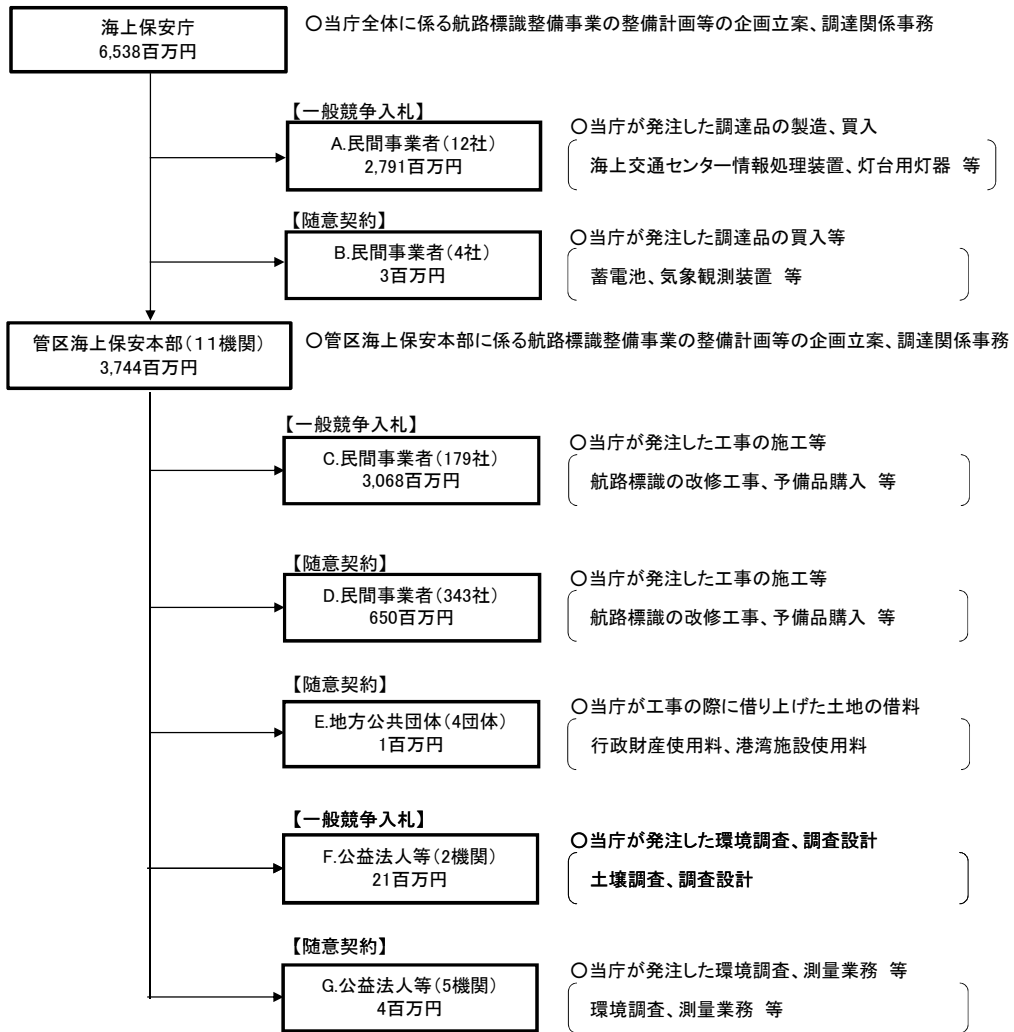 海上保安庁
6,538百万円
○当庁全体に係る航路標識整備事業の整備計画等の企画立案、調達関係事務
【一般競争入札】
A.民間事業者(12社)
2,791百万円
○当庁が発注した調達品の製造、買入
海上交通センター情報処理装置、灯台用灯器 等
【随意契約】
B.民間事業者(4社)
3百万円
○当庁が発注した調達品の買入等
蓄電池、気象観測装置 等
管区海上保安本部(11機関)
3,744百万円
○管区海上保安本部に係る航路標識整備事業の整備計画等の企画立案、調達関係事務
【一般競争入札】
C.民間事業者(179社)
3,068百万円
○当庁が発注した工事の施工等
航路標識の改修工事、予備品購入 等
【随意契約】
D.民間事業者(343社)
650百万円
○当庁が発注した工事の施工等
航路標識の改修工事、予備品購入 等
【随意契約】
E.地方公共団体(4団体)
1百万円
○当庁が工事の際に借り上げた土地の借料
行政財産使用料、港湾施設使用料
【一般競争入札】
F.公益法人等(2機関)
21百万円
○当庁が発注した環境調査、調査設計
土壌調査、調査設計
【随意契約】
G.公益法人等(5機関)
4百万円
○当庁が発注した環境調査、測量業務 等
環境調査、測量業務 等